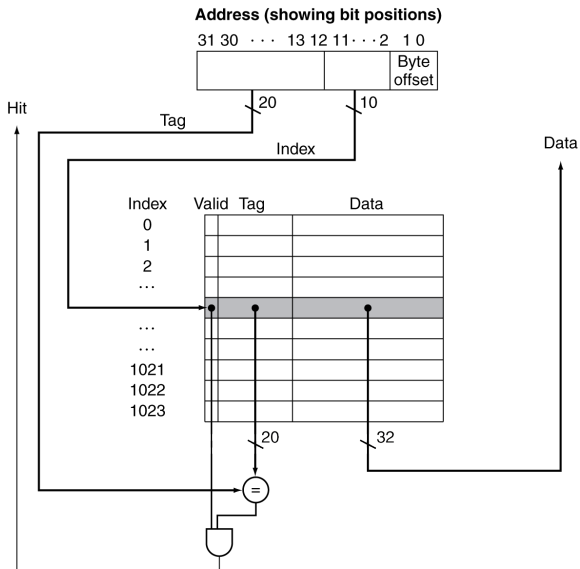 Address (showing bit positions)
31 30 · · · 13 12 11 · · · 2 1 0
Byte
offset
20
10
Hit
Tag
Index
Data
Index Valid Tag Data
0
1
2
· · ·
· · ·
· · ·
1021
1022
1023
20
32
=